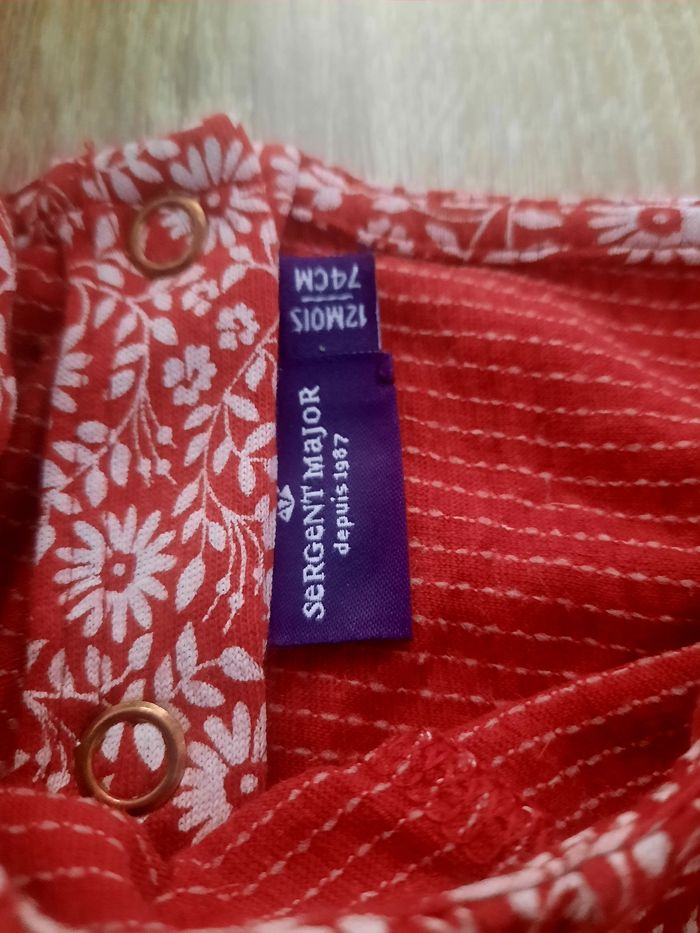 SeRGeNT MajoR
depuis 1987
12MOIS
74CM